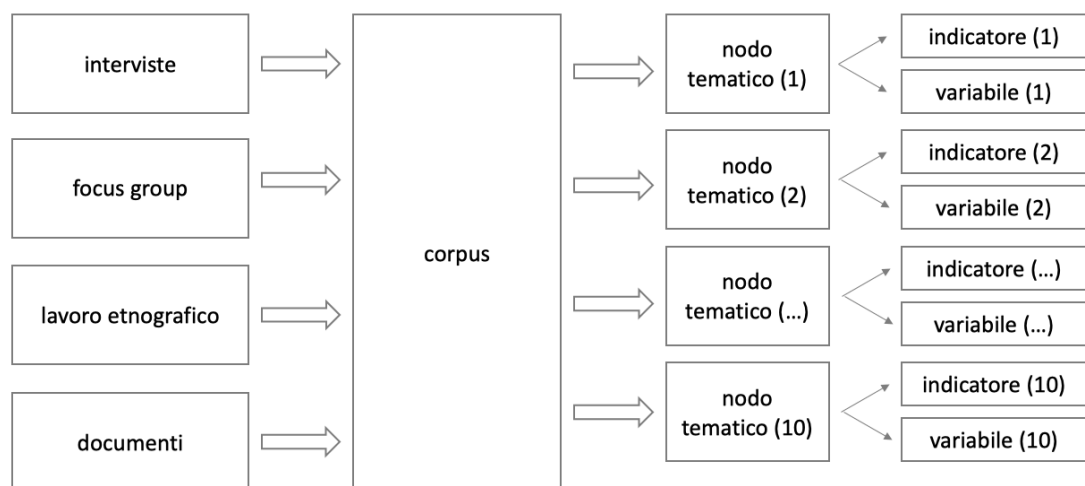 interviste
focus group
lavoro etnografico
documenti
corpus
nodo
tematico (1)
indicatore (1)
variabile (1)
nodo
tematico (2)
indicatore (2)
variabile (2)
nodo
tematico (...)
indicatore (...)
variabile (...)
nodo
tematico (10)
indicatore (10)
variabile (10)